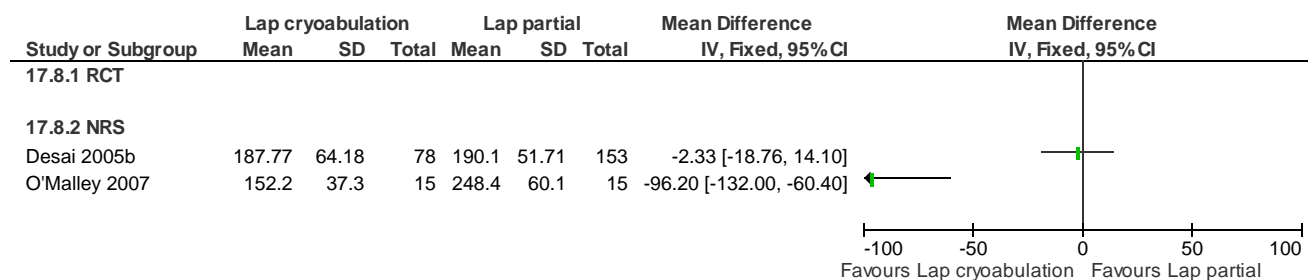 Lap cryoabulation Lap partial Mean Difference Mean Difference
Study or Subgroup Mean SD Total Mean SD Total IV, Fixed, 95% CI IV, Fixed, 95% CI
17.8.1 RCT
17.8.2 NRS
Desai 2005b 187.77 64.18 78 190.1 51.71 153 -2.33 [-18.76, 14.10]
O'Malley 2007 152.2 37.3 15 248.4 60.1 15 -96.20 [-132.00, -60.40]
-100 -50 0 50 100
Favours Lap cryoabulation Favours Lap partial